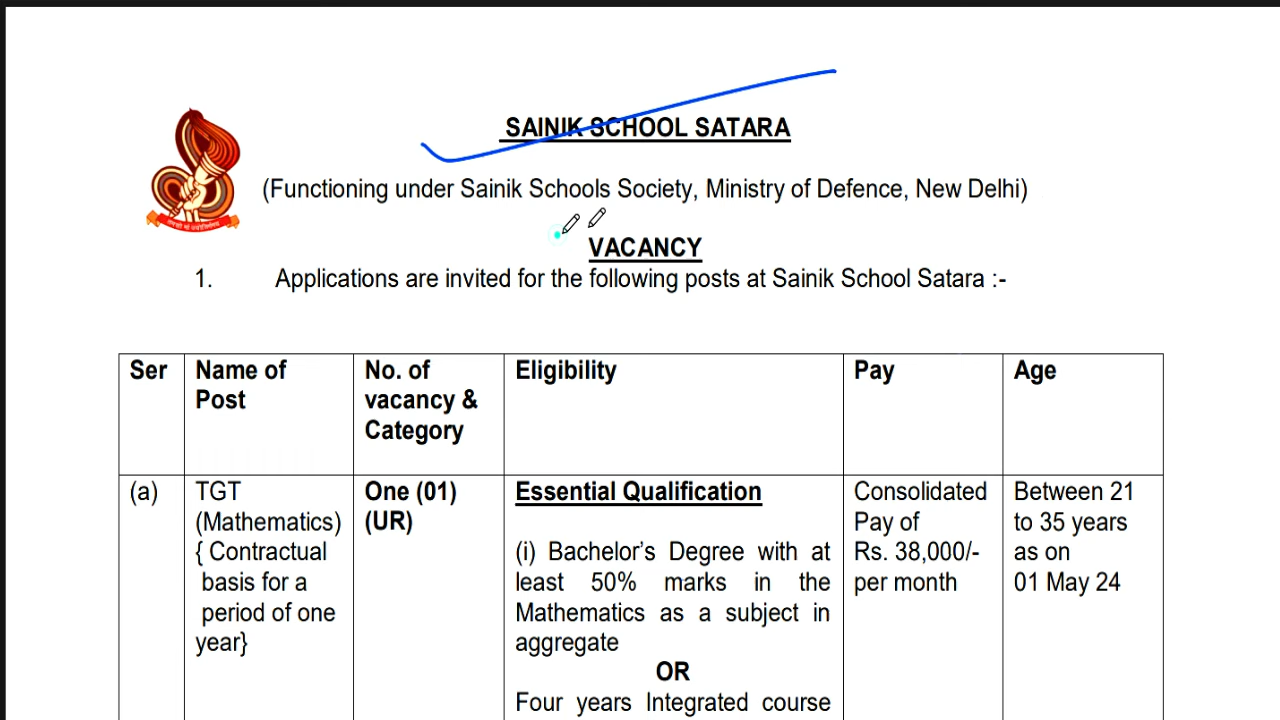 SAINIK SCHOOL SATARA
(Functioning under Sainik Schools Society, Ministry of Defence, New Delhi)
VACANCY
1. Applications are invited for the following posts at Sainik School Satara :-
Ser
Name of
Post
No. of
vacancy &
Category
Eligibility
Pay
Age
(a)
TGT
(Mathematics)
{ Contractual
basis for a
period of one
year}
One (01)
(UR)
Essential Qualification
(i) Bachelor’s Degree with at
least 50% marks in the
Mathematics as a subject in
aggregate
OR
Four years Integrated course
Consolidated
Pay of
Rs. 38,000/-
per month
Between 21
to 35 years
as on
01 May 24